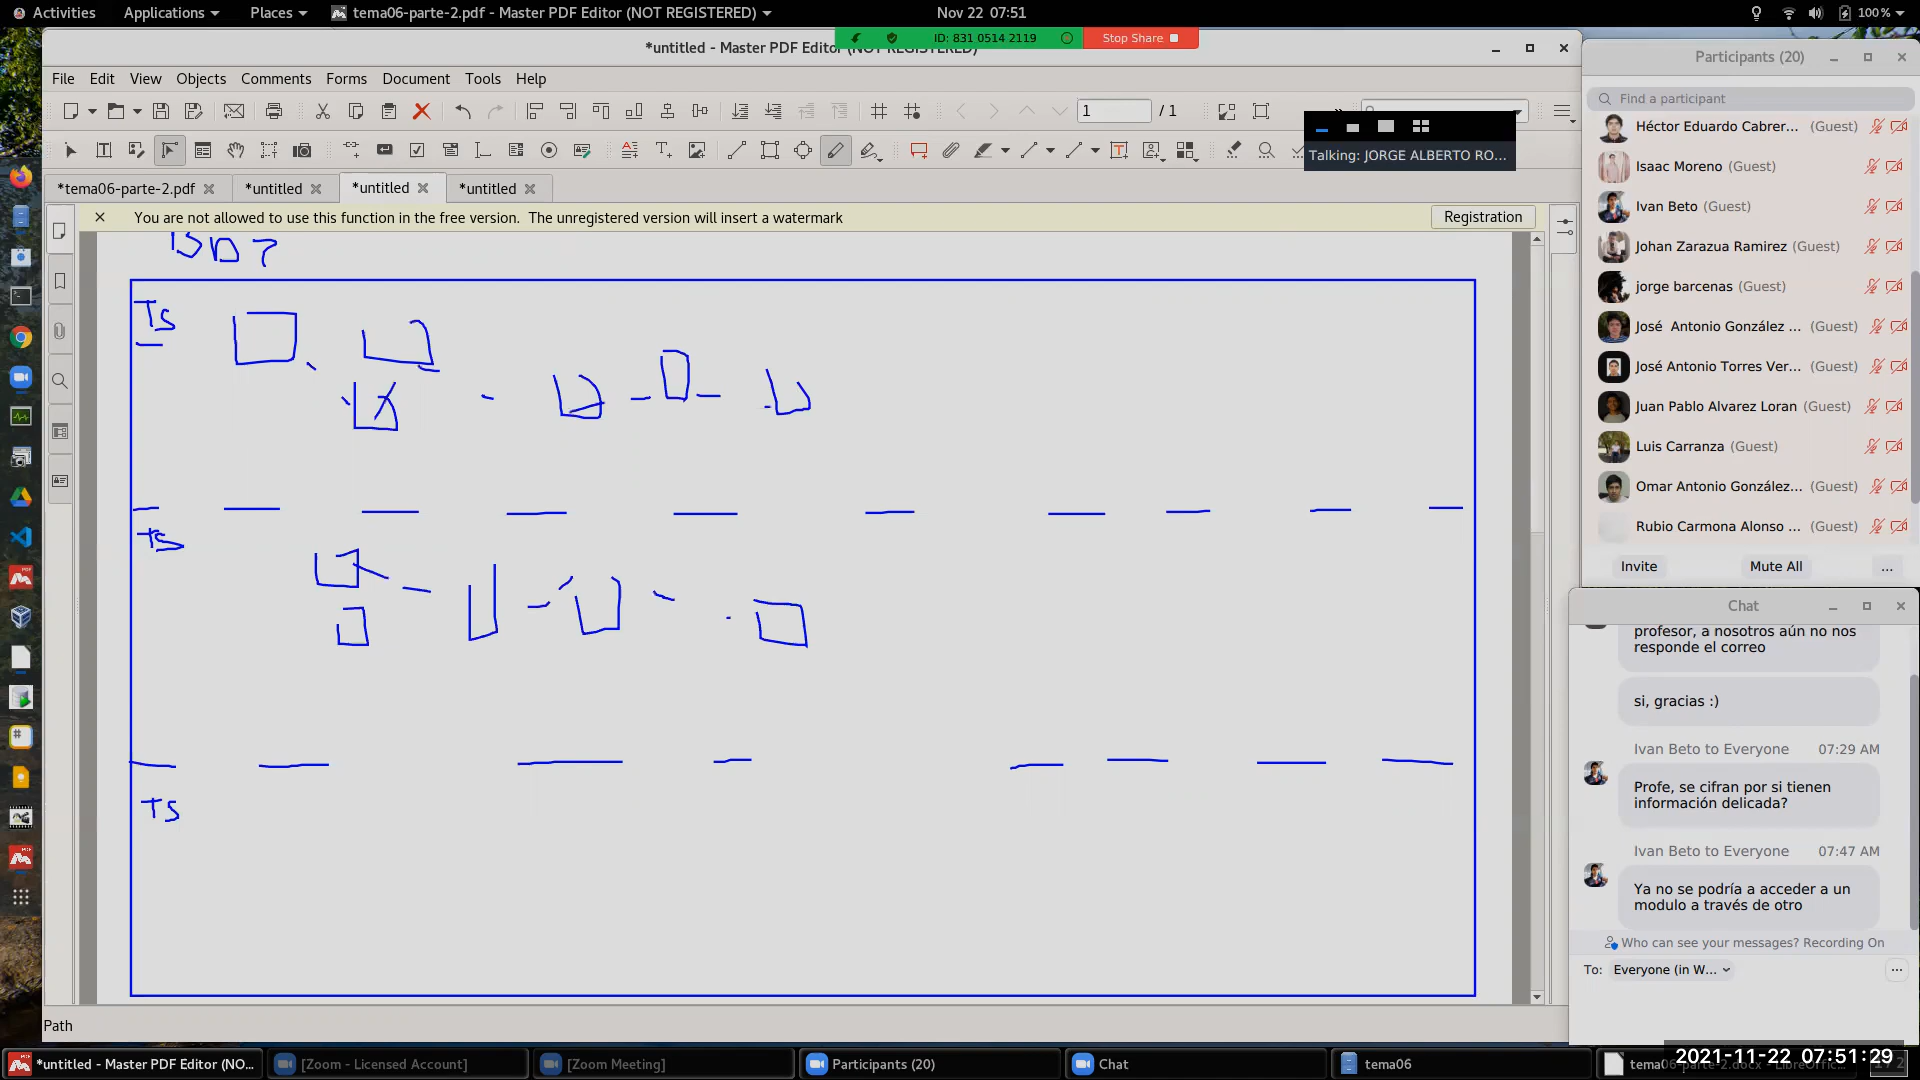 Activities Applications Places tema06-parte-2.pdf - Master PDF Editor (NOT REGISTERED) Nov 22 07:51 100%
*untitled - Master PDF Editor (NOT REGISTERED)
ID: 831 0514 2119 Stop Share
File Edit View Objects Comments Forms Document Tools Help
1 / 1
Talking: JORGE ALBERTO RO...
*tema06-parte-2.pdf *untitled *untitled *untitled
You are not allowed to use this function in the free version. The unregistered version will insert a watermark
Registration
TS
TS
TS
Path
Participants (20)
Find a participant
Héctor Eduardo Cabrer... (Guest)
Isaac Moreno (Guest)
Ivan Beto (Guest)
Johan Zarazua Ramirez (Guest)
jorge barcenas (Guest)
José Antonio González ... (Guest)
José Antonio Torres Ver... (Guest)
Juan Pablo Alvarez Loran (Guest)
Luis Carranza (Guest)
Omar Antonio González... (Guest)
Rubio Carmona Alonso ... (Guest)
Invite Mute All ...
Chat
profesor, a nosotros aún no nos
responde el correo
si, gracias :)
Ivan Beto to Everyone 07:29 AM
Profe, se cifran por si tienen
información delicada?
Ivan Beto to Everyone 07:47 AM
Ya no se podría a acceder a un
modulo a través de otro
Who can see your messages? Recording On
To: Everyone (in W...
*untitled - Master PDF Editor (NO... [Zoom - Licensed Account] [Zoom Meeting] Participants (20) Chat tema06
2021-11-22 07:51:29